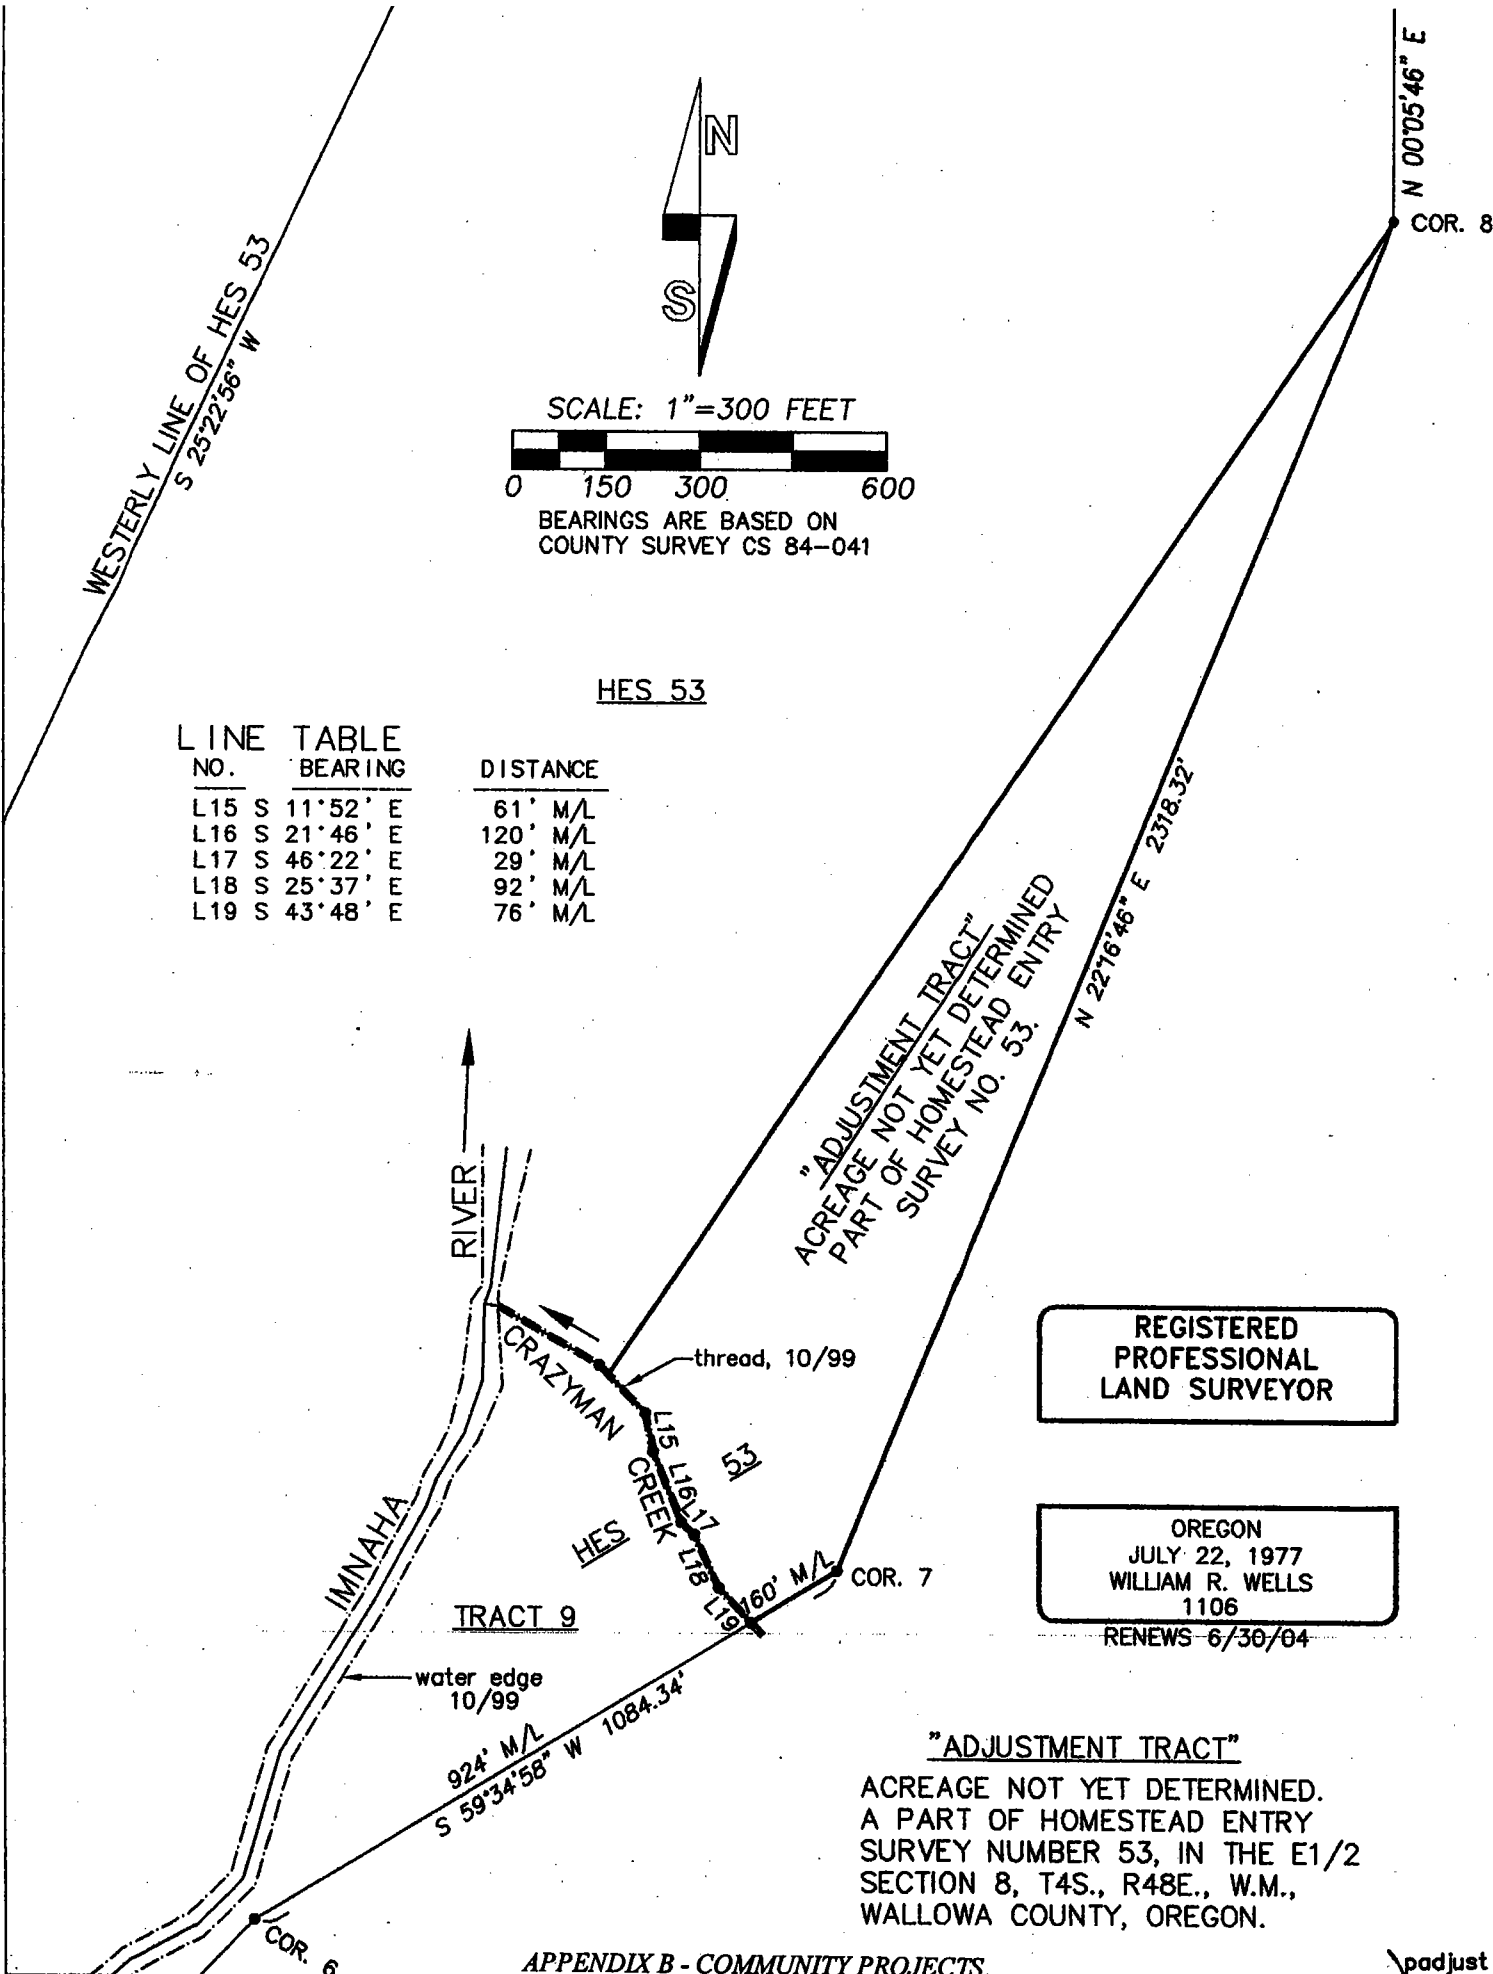 N 00°05'46" E
COR. 8
N
S
WESTERLY LINE OF HES 53
S 25°22'56" W
SCALE: 1"=300 FEET
0 150 300 600
BEARINGS ARE BASED ON
COUNTY SURVEY CS 84-041
HES 53
LINE TABLE
NO. BEARING DISTANCE
L15 S 11°52' E 61' M/L
L16 S 21°46' E 120' M/L
L17 S 46°22' E 29' M/L
L18 S 25°37' E 92' M/L
L19 S 43°48' E 76' M/L
N 22°16'46" E 2318.32'
"ADJUSTMENT TRACT"
ACREAGE NOT YET DETERMINED
PART OF HOMESTEAD ENTRY
SURVEY NO. 53.
RIVER
CRAZYMAN
thread, 10/99
L15
CREEK
L16
L17
53
HES
L18
L19
160' M/L
COR. 7
IMNAHA
TRACT 9
water edge
10/99
924' M/L
S 59°34'58" W 1084.34'
COR. 6
REGISTERED
PROFESSIONAL
LAND SURVEYOR
OREGON
JULY 22, 1977
WILLIAM R. WELLS
1106
RENEWS 6/30/04
"ADJUSTMENT TRACT"
ACREAGE NOT YET DETERMINED.
A PART OF HOMESTEAD ENTRY
SURVEY NUMBER 53, IN THE E1/2
SECTION 8, T4S., R48E., W.M.,
WALLOWA COUNTY, OREGON.
APPENDIX B - COMMUNITY PROJECTS
\padjust